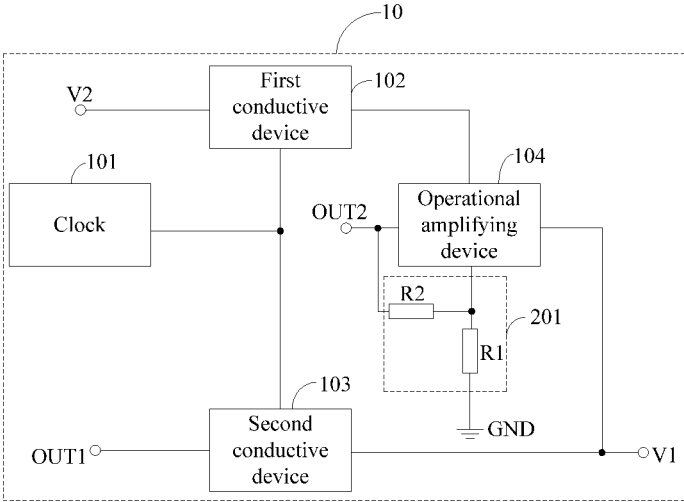 10
First
conductive
device
102
V2
101
Clock
104
Operational
amplifying
device
OUT2
R2
201
R1
GND
103
Second
conductive
device
OUT1
V1